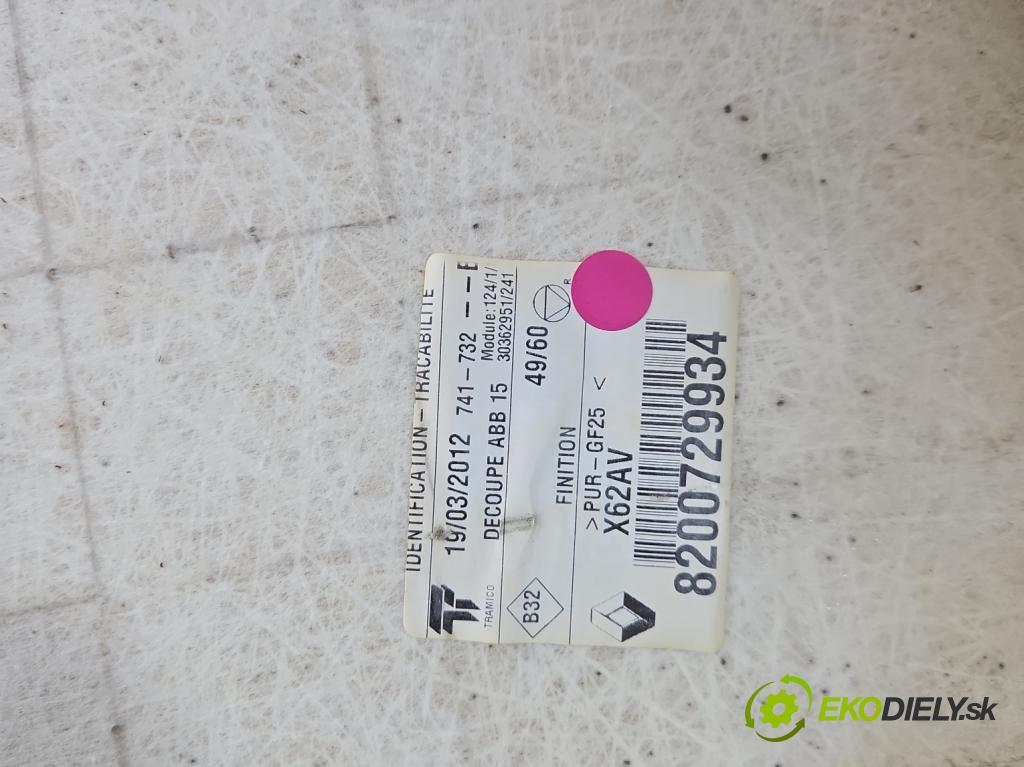 IDENTIFICATION - TRACABILITE
19/03/2012 741-732 --E
TRAMICO
DECOUPE ABB 15
Module:124/1/
30362951/241
B32
49/60
R
FINITION
>PUR-GF25 <
X62AV
8200729934
EKODIELY.sk